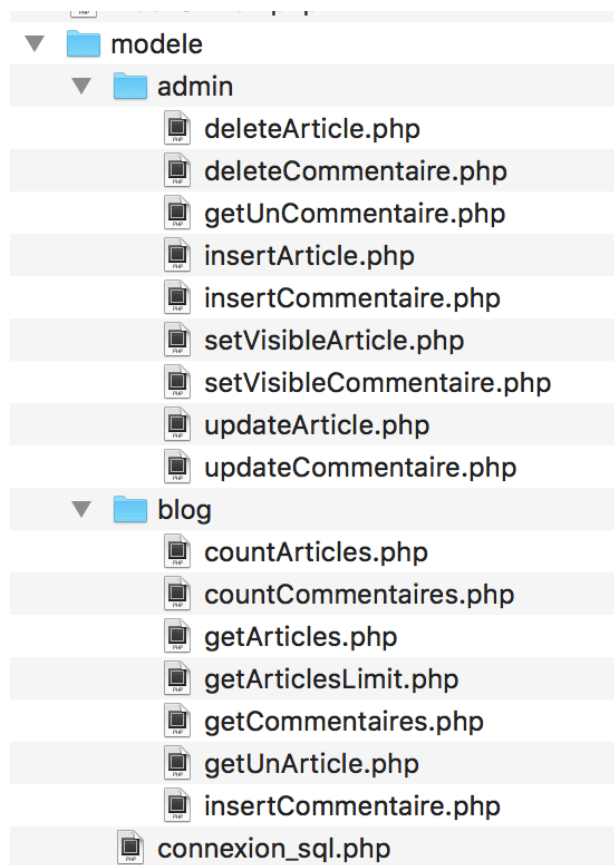 modele
admin
deleteArticle.php
deleteCommentaire.php
getUnCommentaire.php
insertArticle.php
insertCommentaire.php
setVisibleArticle.php
setVisibleCommentaire.php
updateArticle.php
updateCommentaire.php
blog
countArticles.php
countCommentaires.php
getArticles.php
getArticlesLimit.php
getCommentaires.php
getUnArticle.php
insertCommentaire.php
connexion_sql.php